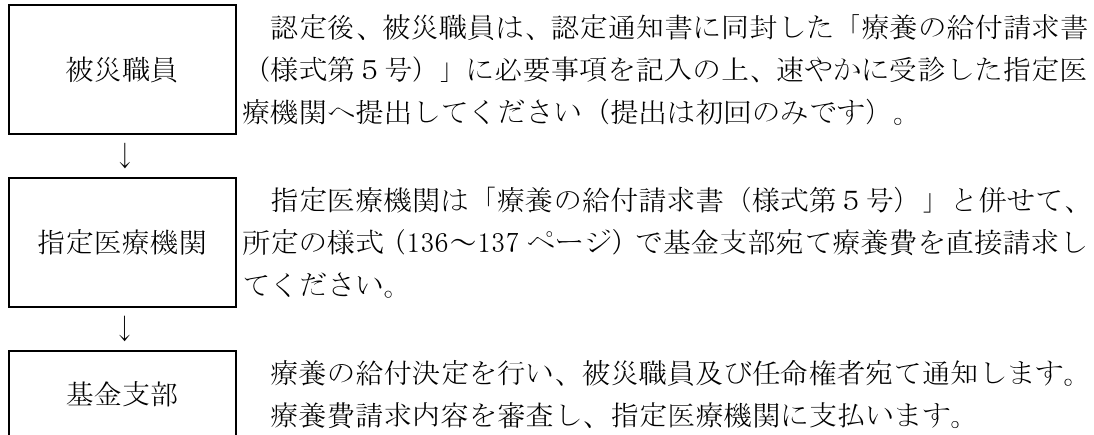 被災職員
認定後、被災職員は、認定通知書に同封した「療養の給付請求書
（様式第５号）」に必要事項を記入の上、速やかに受診した指定医
療機関へ提出してください（提出は初回のみです）。
↓
指定医療機関
指定医療機関は「療養の給付請求書（様式第５号）」と併せて、
所定の様式（136～137 ページ）で基金支部宛て療養費を直接請求し
てください。
↓
基金支部
療養の給付決定を行い、被災職員及び任命権者宛て通知します。
療養費請求内容を審査し、指定医療機関に支払います。